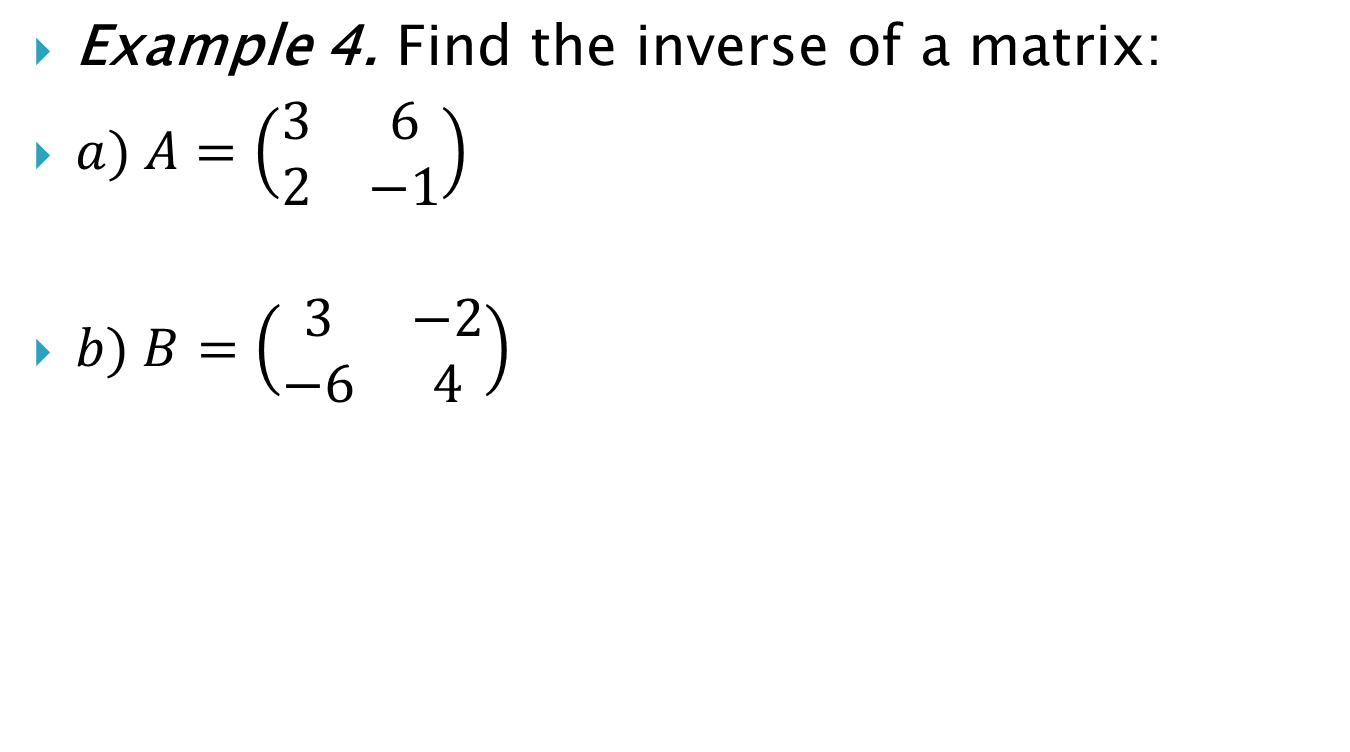 Example 4. Find the inverse of a matrix:
a) A = (3 6
2 −1)
b) B = (3 −2
−6 4)